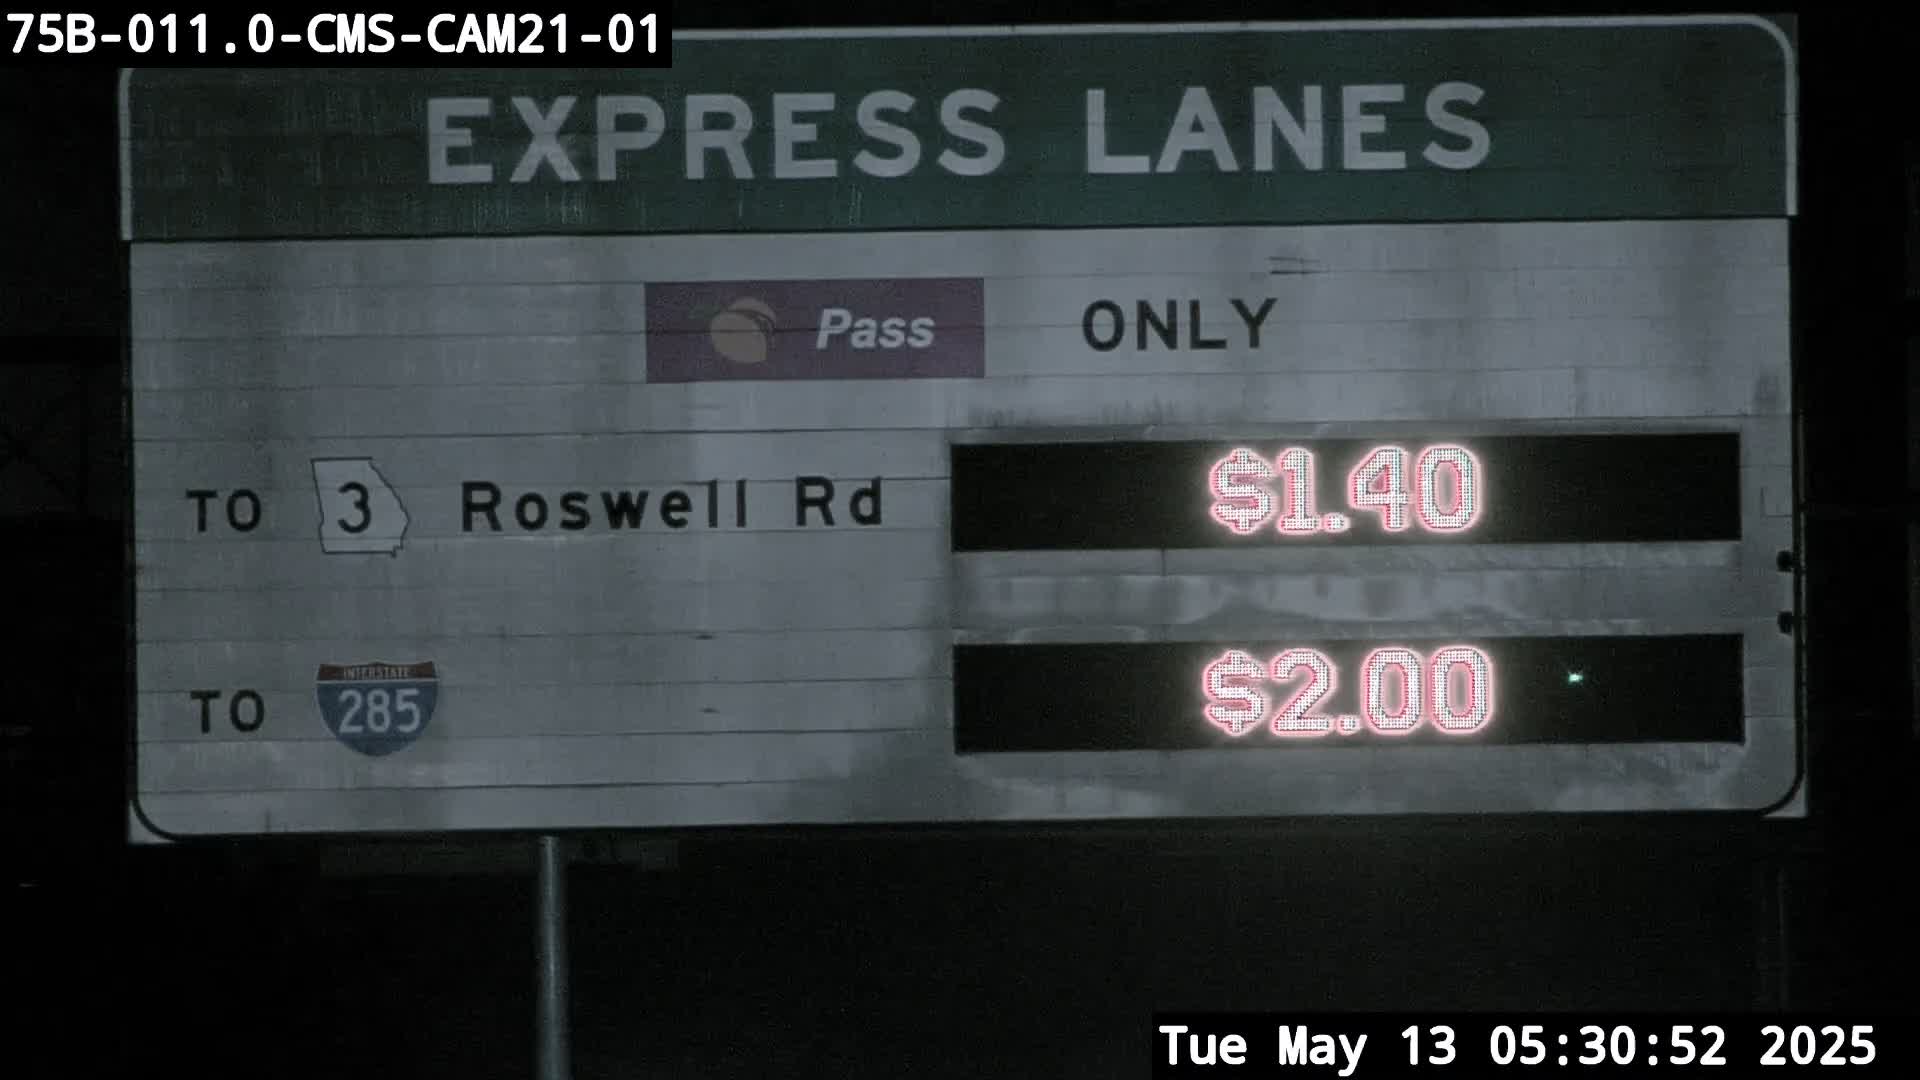 75B-011.0-CMS-CAM21-01
EXPRESS LANES
Pass ONLY
TO 3 Roswell Rd $1.40
TO INTERSTATE 285 $2.00
Tue May 13 05:30:52 2025